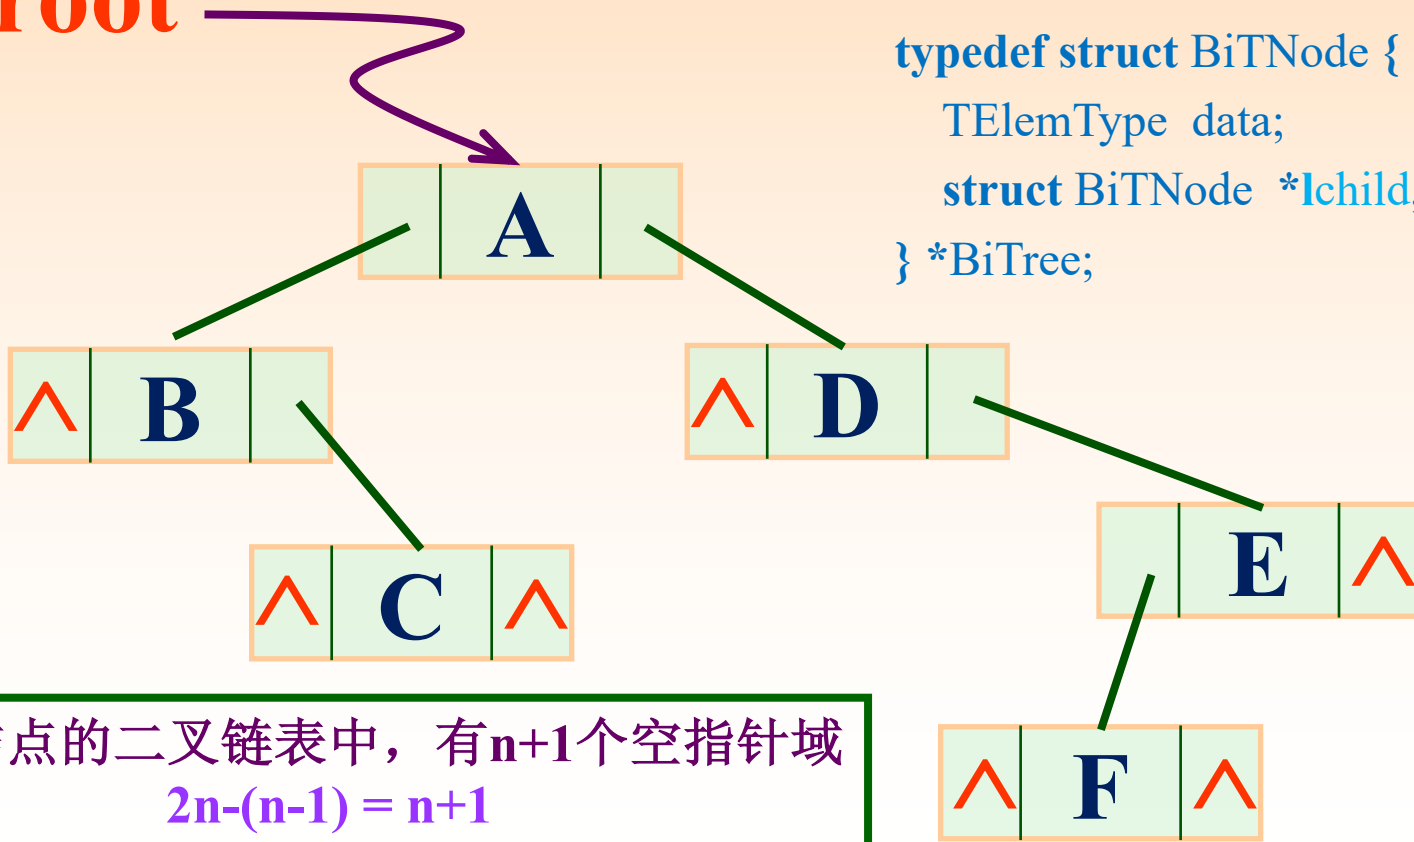 root
typedef struct BiTNode {
TElemType data;
struct BiTNode *lchild,
} *BiTree;
A
∧ B
∧ D
∧ C ∧
E ∧
点的二叉链表中，有n+1个空指针域
2n-(n-1) = n+1
∧ F ∧